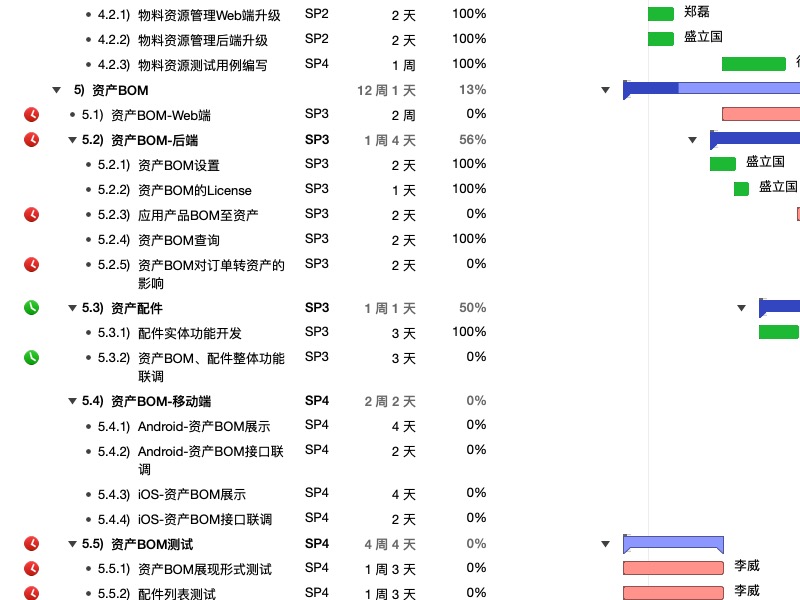 4.2.1) 物料资源管理Web端升级 SP2 2 天 100% 郑磊
4.2.2) 物料资源管理后端升级 SP2 2 天 100% 盛立国
4.2.3) 物料资源测试用例编写 SP4 1 周 100%
5) 资产BOM 12 周 1 天 13%
5.1) 资产BOM-Web端 SP3 2 周 0%
5.2) 资产BOM-后端 SP3 1 周 4 天 56%
5.2.1) 资产BOM设置 SP3 2 天 100% 盛立国
5.2.2) 资产BOM的License SP3 1 天 100% 盛立国
5.2.3) 应用产品BOM至资产 SP3 2 天 0%
5.2.4) 资产BOM查询 SP3 2 天 100%
5.2.5) 资产BOM对订单转资产的 SP3 2 天 0%
影响
5.3) 资产配件 SP3 1 周 1 天 50%
5.3.1) 配件实体功能开发 SP3 3 天 100%
5.3.2) 资产BOM、配件整体功能 SP3 3 天 0%
联调
5.4) 资产BOM-移动端 SP4 2 周 2 天 0%
5.4.1) Android-资产BOM展示 SP4 4 天 0%
5.4.2) Android-资产BOM接口联 SP4 2 天 0%
调
5.4.3) iOS-资产BOM展示 SP4 4 天 0%
5.4.4) iOS-资产BOM接口联调 SP4 2 天 0%
5.5) 资产BOM测试 SP4 4 周 4 天 0%
5.5.1) 资产BOM展现形式测试 SP4 1 周 3 天 0% 李威
5.5.2) 配件列表测试 SP4 1 周 3 天 0% 李威